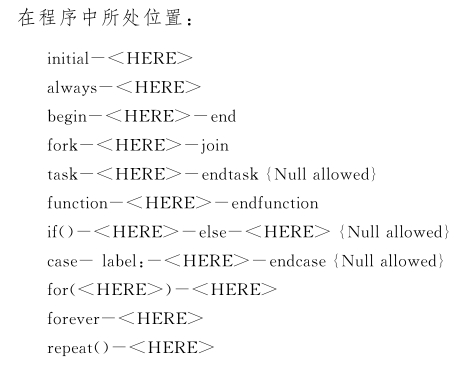 在程序中所处位置：
initial－<HERE>
always－<HERE>
begin－<HERE>－end
fork－<HERE>－join
task－<HERE>－endtask {Null allowed}
function－<HERE>－endfunction
if()－<HERE>－else－<HERE> {Null allowed}
case－ label:－<HERE>－endcase {Null allowed}
for(<HERE>)－<HERE>
forever－<HERE>
repeat()－<HERE>